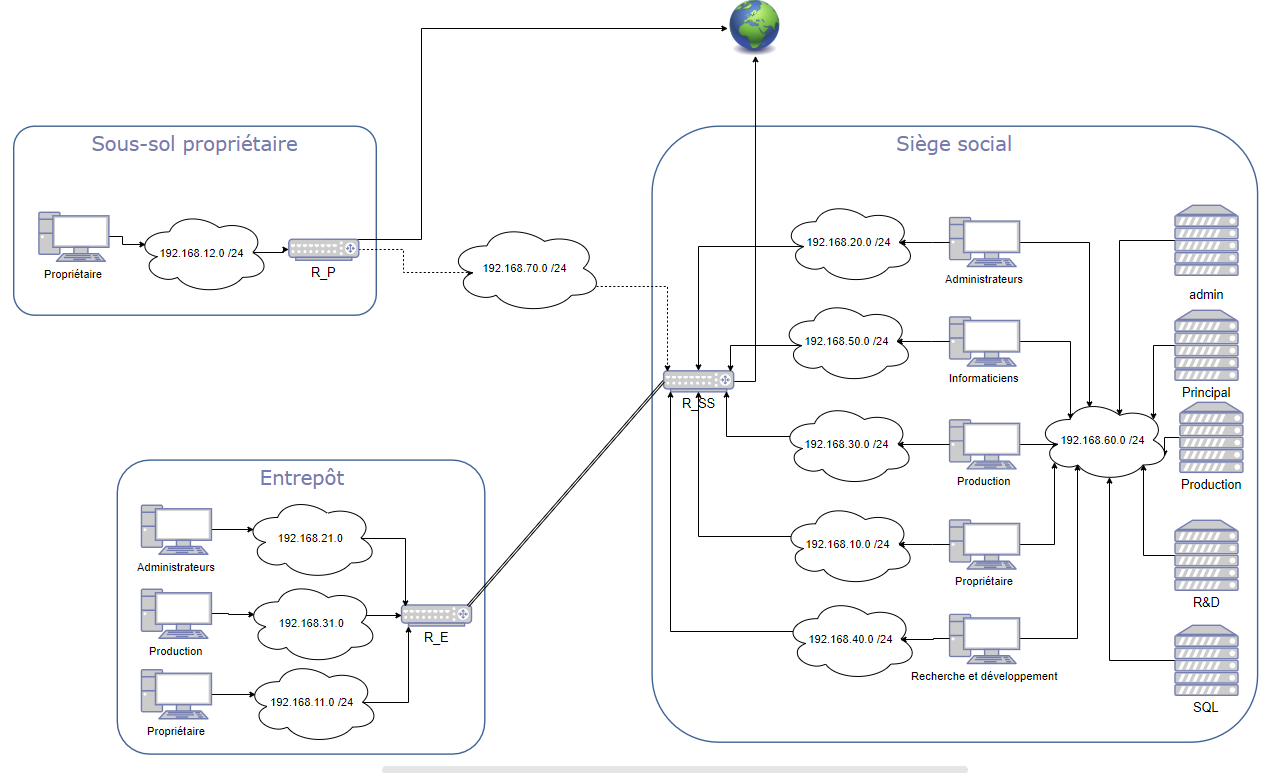 Sous-sol propriétaire
Propriétaire
192.168.12.0 /24
R_P
192.168.70.0 /24
Siège social
192.168.20.0 /24
Administrateurs
admin
192.168.50.0 /24
Informaticiens
Principal
R_SS
192.168.30.0 /24
Production
192.168.60.0 /24
Production
192.168.10.0 /24
Propriétaire
R&D
192.168.40.0 /24
Recherche et développement
SQL
Entrepôt
Administrateurs
192.168.21.0
Production
192.168.31.0
R_E
Propriétaire
192.168.11.0 /24